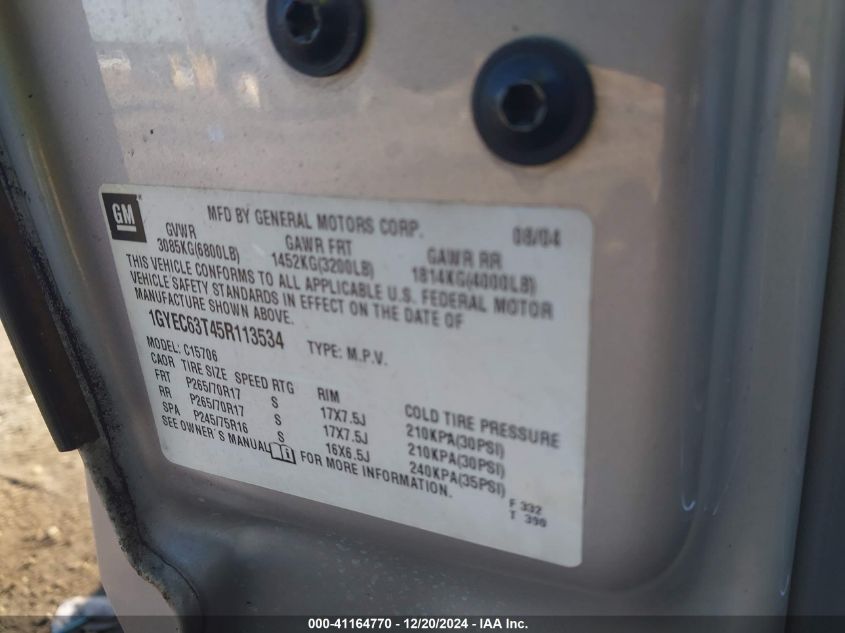 GM
MFD BY GENERAL MOTORS CORP. 08/04
GVWR GAWR FRT GAWR RR
3085KG(6800LB) 1452KG(3200LB) 1814KG(4000LB)
THIS VEHICLE CONFORMS TO ALL APPLICABLE U.S. FEDERAL MOTOR
VEHICLE SAFETY STANDARDS IN EFFECT ON THE DATE OF
MANUFACTURE SHOWN ABOVE.
1GYEC63T45R113534 TYPE: M.P.V.
MODEL: C15706
CAOR TIRE SIZE SPEED RTG RIM COLD TIRE PRESSURE
FRT P265/70R17 S 17X7.5J 210KPA(30PSI)
RR P265/70R17 S 17X7.5J 210KPA(30PSI)
SPA P245/75R16 S 16X6.5J 240KPA(35PSI)
SEE OWNER'S MANUAL FOR MORE INFORMATION.
F 332
T 390
000-41164770 - 12/20/2024 - IAA Inc.